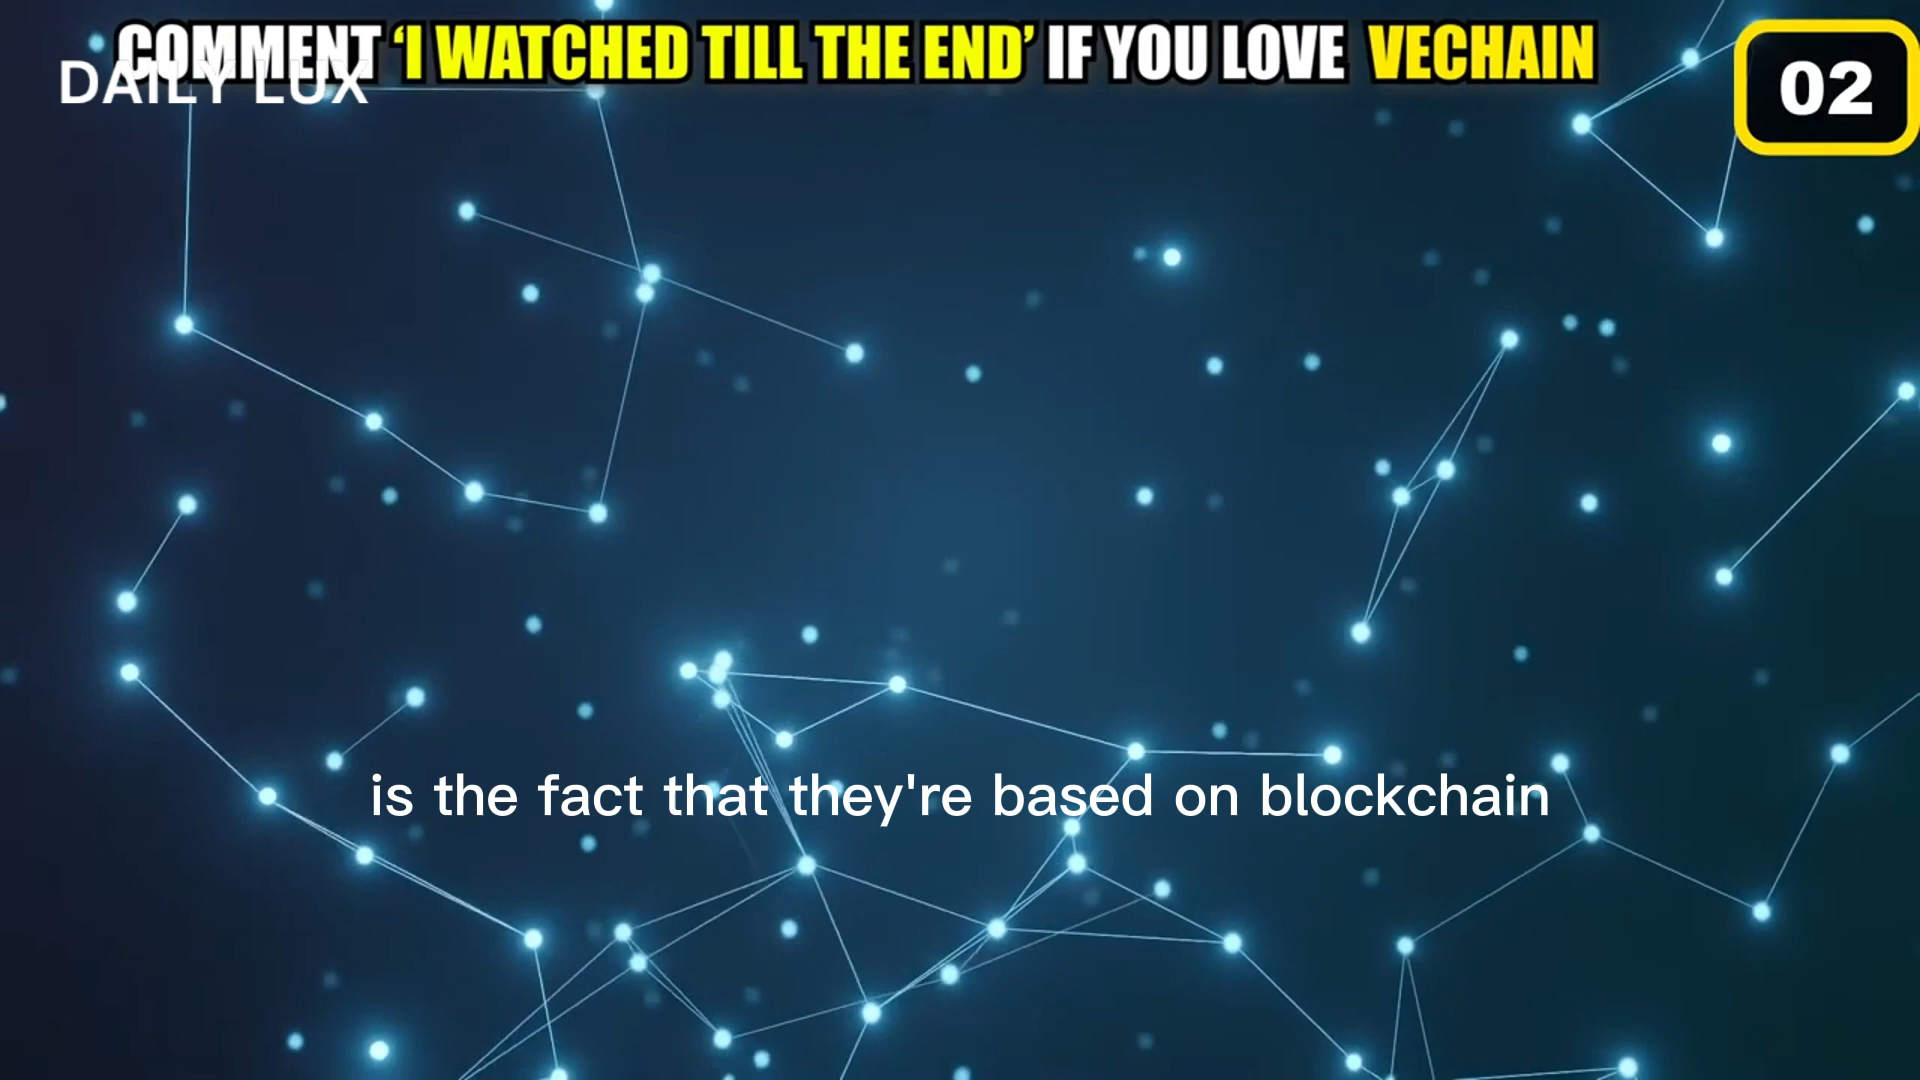 COMMENT ‘I WATCHED TILL THE END’ IF YOU LOVE VECHAIN
DAILY LUX
02
is the fact that they're based on blockchain